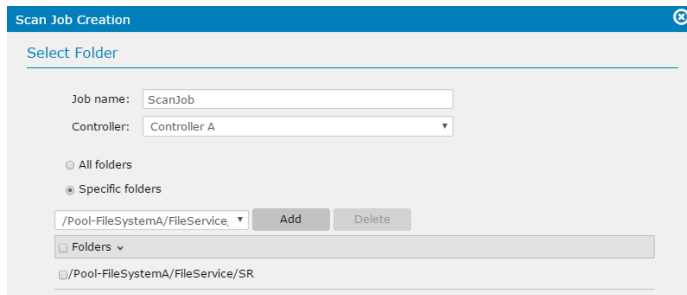 Scan Job Creation
Select Folder
Job name: ScanJob
Controller: Controller A
All folders
Specific folders
/Pool-FileSystemA/FileService, Add Delete
Folders
/Pool-FileSystemA/FileService/SR